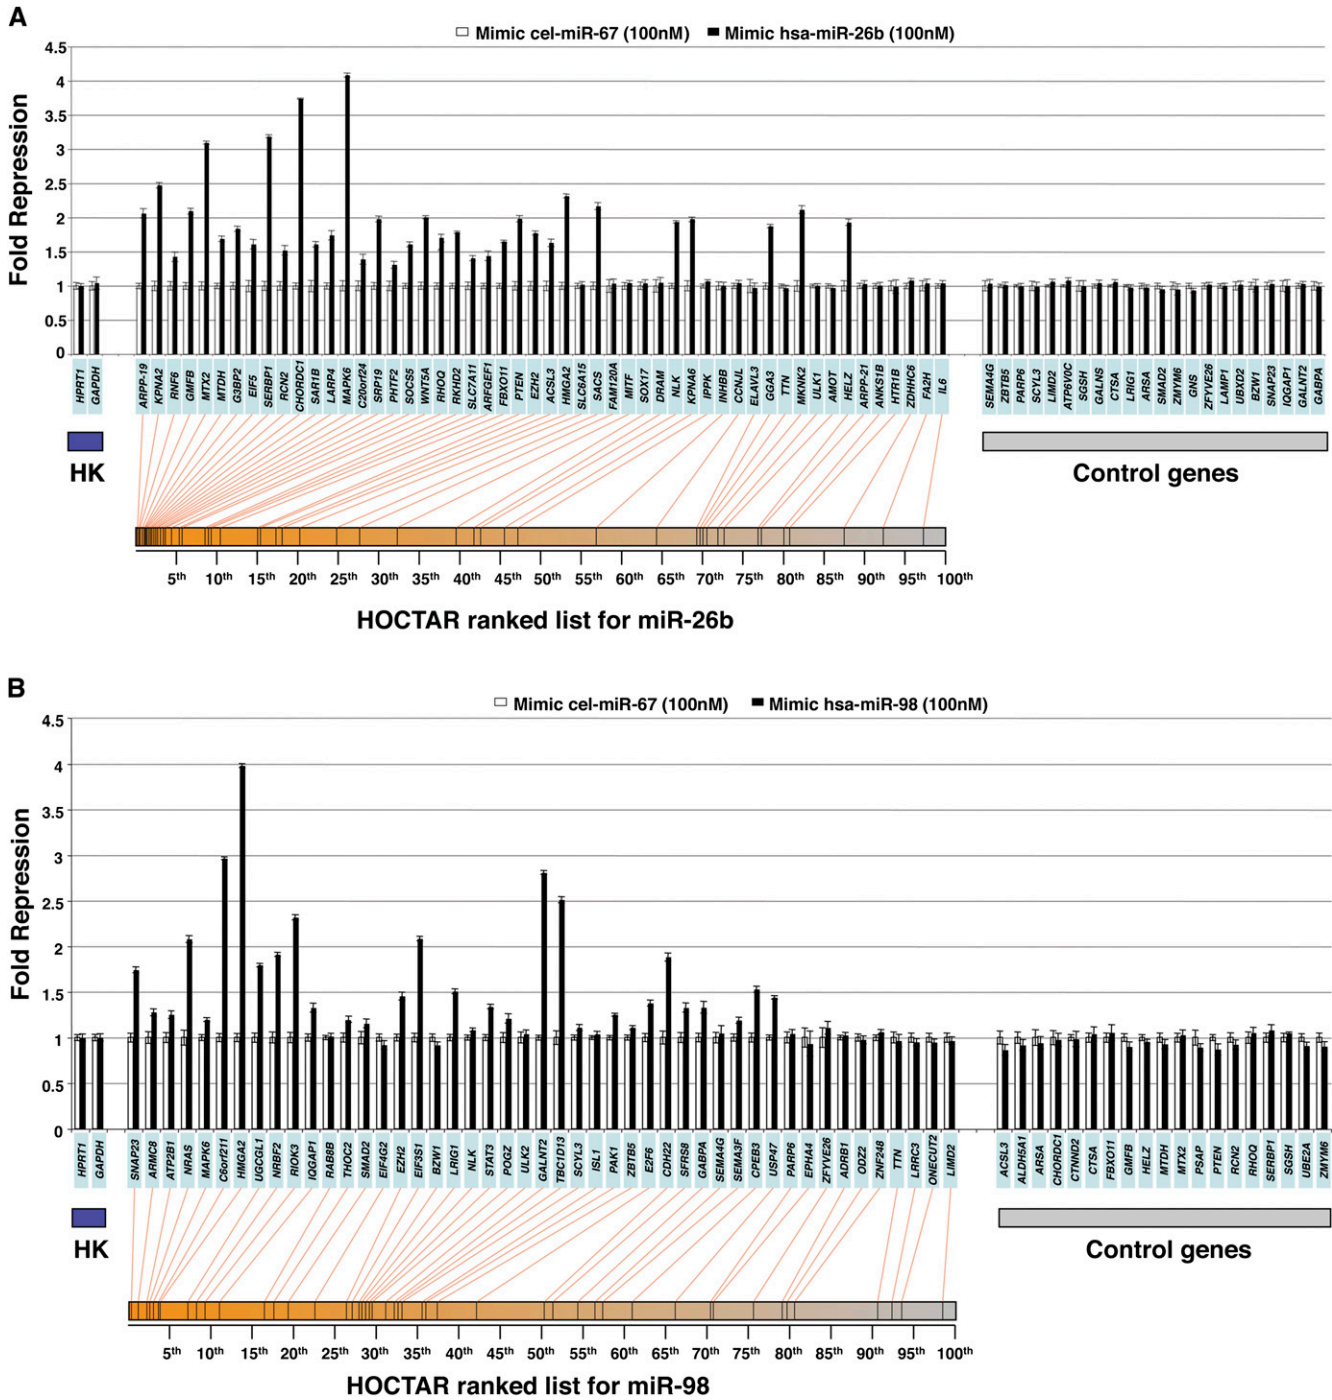 A
Mimic cel-miR-67 (100nM) Mimic hsa-miR-26b (100nM)
Fold Repression
4.5
4
3.5
3
2.5
2
1.5
1
0.5
0
HPRT1
GAPDH
ARPP-19
KPNA2
RNF6
GMFB
MTX2
MTDH
G3BP2
EIF5
SERBP1
RCN2
CHORDC1
SAR1B
LARP4
MAPK6
C20orf24
SRP19
PHTF2
SOCS5
WNT5A
RHOQ
RKHD2
SLC7A11
ARFGEF1
FBXO11
PTEN
EZH2
ACSL3
HMGA2
SLC6A15
SACS
FAM120A
MITF
SOX17
DRAM
NLK
KPNA6
IPPK
INHBB
CCNJL
ELAVL3
GGA3
TTN
MKNK2
ULK1
AMOT
HELZ
ARPP-21
ANKS1B
HTR1B
ZDHHC6
FA2H
IL6
SEMA4G
ZBTB5
PARP6
SCYL3
LIMD2
ATP6V0C
SGSH
GALNS
CTSA
LRIG1
ARSA
SMAD2
ZMYM6
GNS
ZFYVE26
LAMP1
UBXD2
BZW1
SNAP23
IQGAP1
GALNT2
GABPA
HK
Control genes
5th 10th 15th 20th 25th 30th 35th 40th 45th 50th 55th 60th 65th 70th 75th 80th 85th 90th 95th 100th
HOCTAR ranked list for miR-26b
B
Mimic cel-miR-67 (100nM) Mimic hsa-miR-98 (100nM)
Fold Repression
4.5
4
3.5
3
2.5
2
1.5
1
0.5
0
HPRT1
GAPDH
SNAP23
ARMC8
ATP2B1
NRAS
MAPK6
C6orf211
HMGA2
UGCGL1
NRBF2
RIOK3
IQGAP1
RAB8B
THOC2
SMAD2
EIF4G2
EZH2
EIF3S1
BZW1
LRIG1
NLK
STAT3
POGZ
ULK2
GALNT2
TBC1D13
SCYL3
ISL1
PAK1
ZBTB5
E2F6
CDH22
SFRS8
GABPA
SEMA4G
SEMA3F
CPEB3
USP47
PARP6
EPHA4
ZFYVE26
ADRB1
ODZ2
ZNF248
TTN
LRRC3
ONECUT2
LIMD2
ACSL3
ALDH5A1
ARSA
CHORDC1
CTNND2
CTSA
FBXO11
GMFB
HELZ
MTDH
MTX2
PSAP
PTEN
RCN2
RHOQ
SERBP1
SGSH
UBE2A
ZMYM6
HK
Control genes
5th 10th 15th 20th 25th 30th 35th 40th 45th 50th 55th 60th 65th 70th 75th 80th 85th 90th 95th 100th
HOCTAR ranked list for miR-98